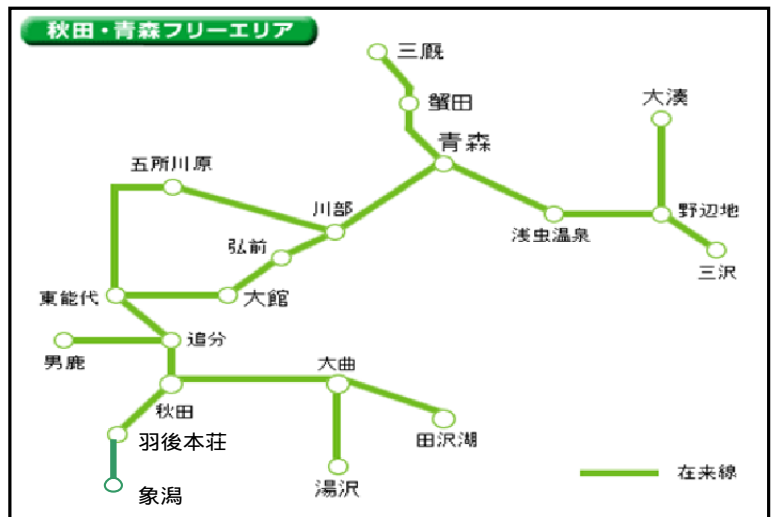 秋田・青森フリーエリア
三厩
蟹田
大湊
青森
五所川原
川部
野辺地
弘前
浅虫温泉
三沢
東能代
大館
追分
男鹿
大曲
秋田
羽後本荘
田沢湖
湯沢
在来線
象潟